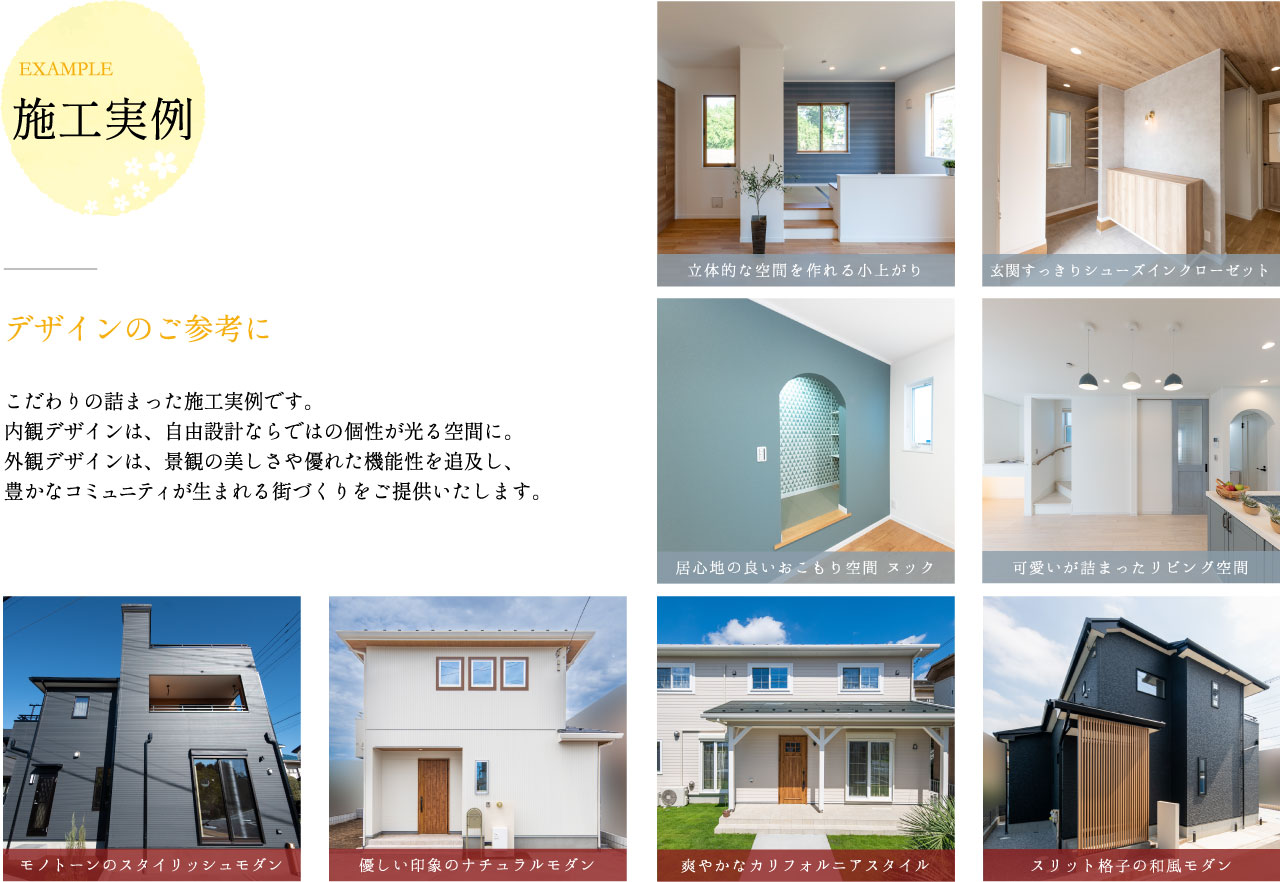 EXAMPLE
施工実例
デザインのご参考に
こだわりの詰まった施工実例です。
内観デザインは、自由設計ならではの個性が光る空間に。
外観デザインは、景観の美しさや優れた機能性を追及し、
豊かなコミュニティが生まれる街づくりをご提供いたします。
立体的な空間を作れる小上がり
玄関すっきりシューズインクローゼット
居心地の良いおこもり空間 ヌック
可愛いが詰まったリビング空間
モノトーンのスタイリッシュモダン
優しい印象のナチュラルモダン
爽やかなカリフォルニアスタイル
スリット格子の和風モダン